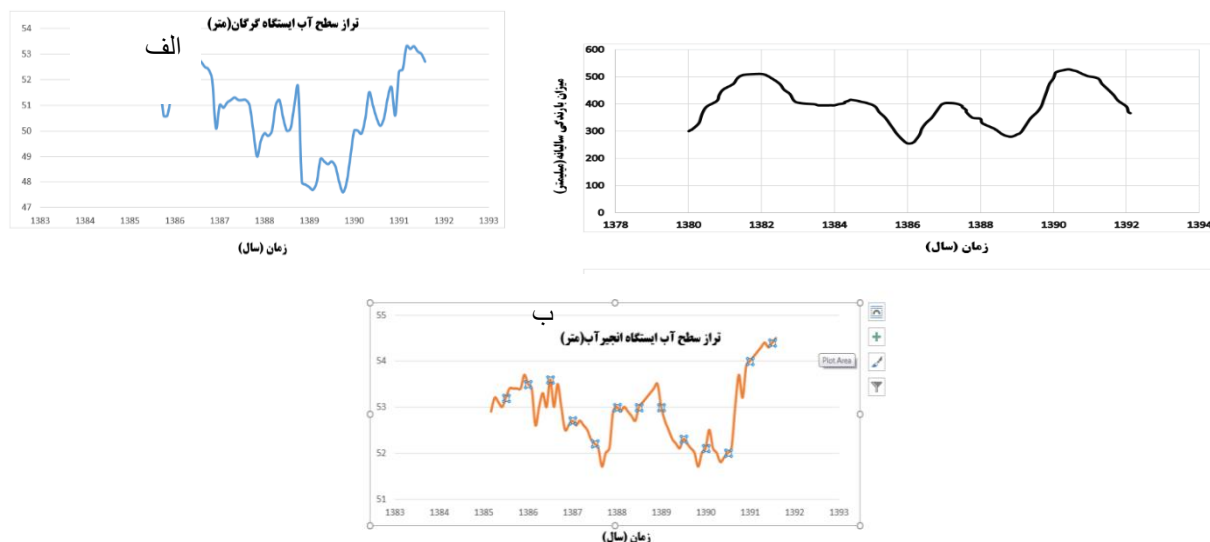 تراز سطح آب ایستگاه گرگان(متر)
الف
54
53
52
51
50
49
48
47
1383 1384 1385 1386 1387 1388 1389 1390 1391 1392 1393
زمان (سال)
میزان بارندگی سالیانه(میلیمتر)
600
500
400
300
200
100
0
1378 1380 1382 1384 1386 1388 1390 1392 1394
زمان (سال)
ب
تراز سطح آب ایستگاه انجیرآب(متر)
55
54
53
52
51
1383 1384 1385 1386 1387 1388 1389 1390 1391 1392 1393
زمان (سال)
Plot Area